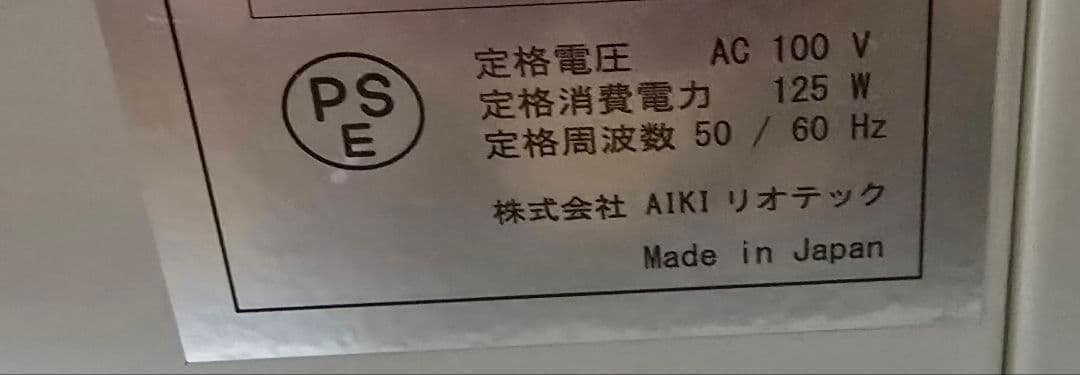 PS
E
定格電圧 AC 100 V
定格消費電力 125 W
定格周波数 50 / 60 Hz
株式会社 AIKI リオテック
Made in Japan